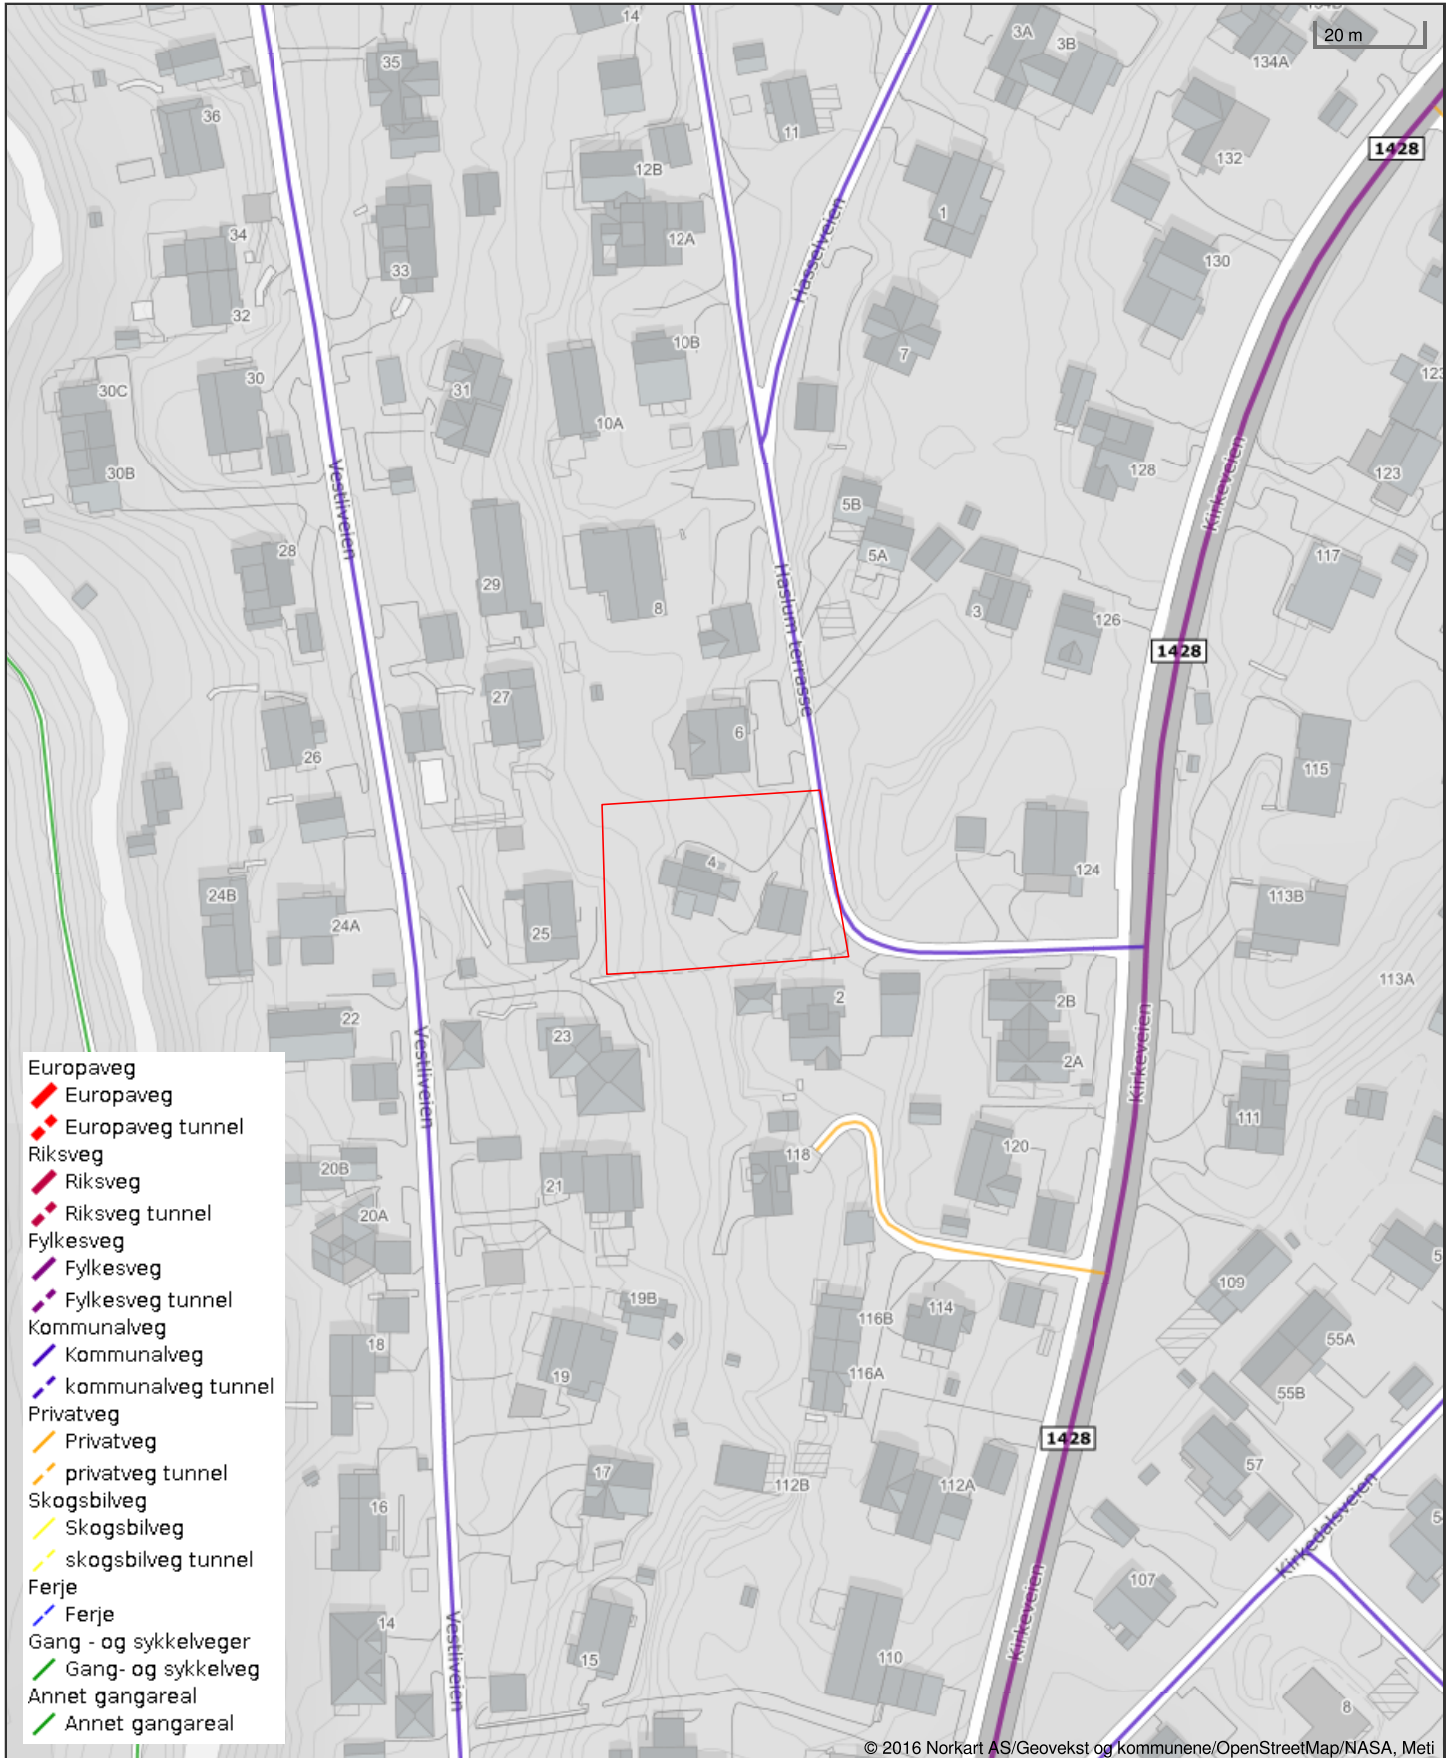 14
134B
20 m
3A
3B
35
134A
36
11
1428
132
12B
1
34
12A
Hasselveien
33
130
32
10B
7
30C
30
31
123
10A
Vestliveien
Kirkeveien
30B
128
123
5B
28
5A
117
29
8
3
126
Haslum terrasse
1428
27
26
6
115
4
124
24B
24A
25
113B
113A
2
2B
22
23
Vestliveien
2A
Kirkeveien
111
118
120
20B
21
20A
109
19B
114
116B
55A
18
19
116A
55B
1428
17
112B
112A
57
16
Kirkedalsveien
107
14
Vestliveien
15
110
Kirkeveien
8
Europaveg
Europaveg
Europaveg tunnel
Riksveg
Riksveg
Riksveg tunnel
Fylkesveg
Fylkesveg
Fylkesveg tunnel
Kommunalveg
Kommunalveg
kommunalveg tunnel
Privatveg
Privatveg
privatveg tunnel
Skogsbilveg
Skogsbilveg
skogsbilveg tunnel
Ferje
Ferje
Gang - og sykkelveger
Gang- og sykkelveg
Annet gangareal
Annet gangareal
© 2016 Norkart AS/Geovekst og kommunene/OpenStreetMap/NASA, Meti